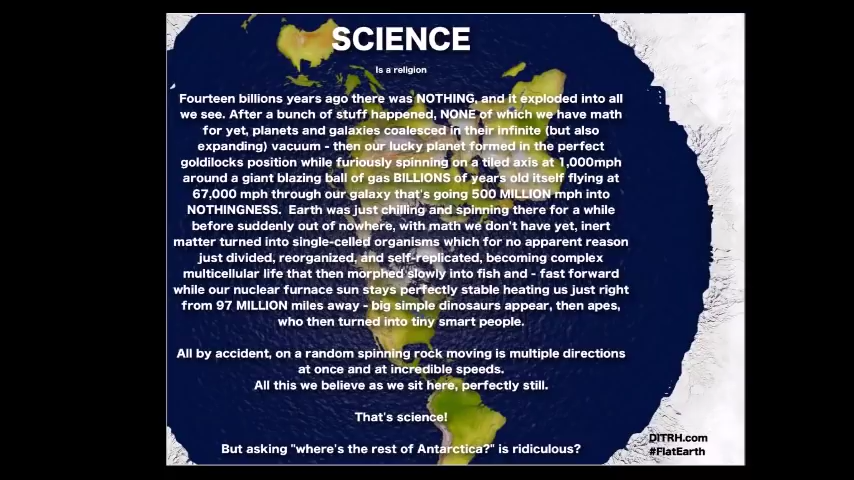 SCIENCE
Is a religion
Fourteen billions years ago there was NOTHING, and it exploded into all
we see. After a bunch of stuff happened, NONE of which we have math
for yet, planets and galaxies coalesced in their infinite (but also
expanding) vacuum - then our lucky planet formed in the perfect
goldilocks position while furiously spinning on a tiled axis at 1,000mph
around a giant blazing ball of gas BILLIONS of years old itself flying at
67,000 mph through our galaxy that's going 500 MILLION mph into
NOTHINGNESS. Earth was just chilling and spinning there for a while
before suddenly out of nowhere, with math we don't have yet, inert
matter turned into single-celled organisms which for no apparent reason
just divided, reorganized, and self-replicated, becoming complex
multicellular life that then morphed slowly into fish and - fast forward
while our nuclear furnace sun stays perfectly stable heating us just right
from 97 MILLION miles away - big simple dinosaurs appear, then apes,
who then turned into tiny smart people.
All by accident, on a random spinning rock moving is multiple directions
at once and at incredible speeds.
All this we believe as we sit here, perfectly still.
That's science!
But asking "where's the rest of Antarctica?" is ridiculous?
DITRH.com
#FlatEarth